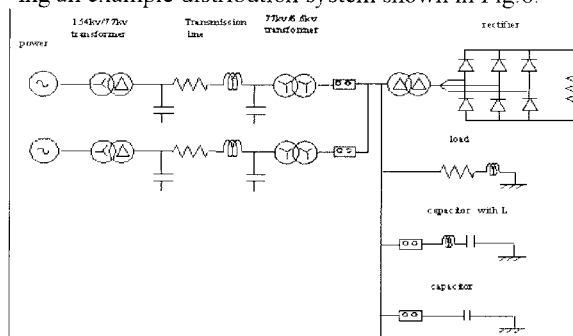 ing an example distribution system shown in Fig.6.
154kv/77kv transformer
Transmission line
77kv/6.6kv transformer
rectifier
power
load
capacitor with L
capacitor